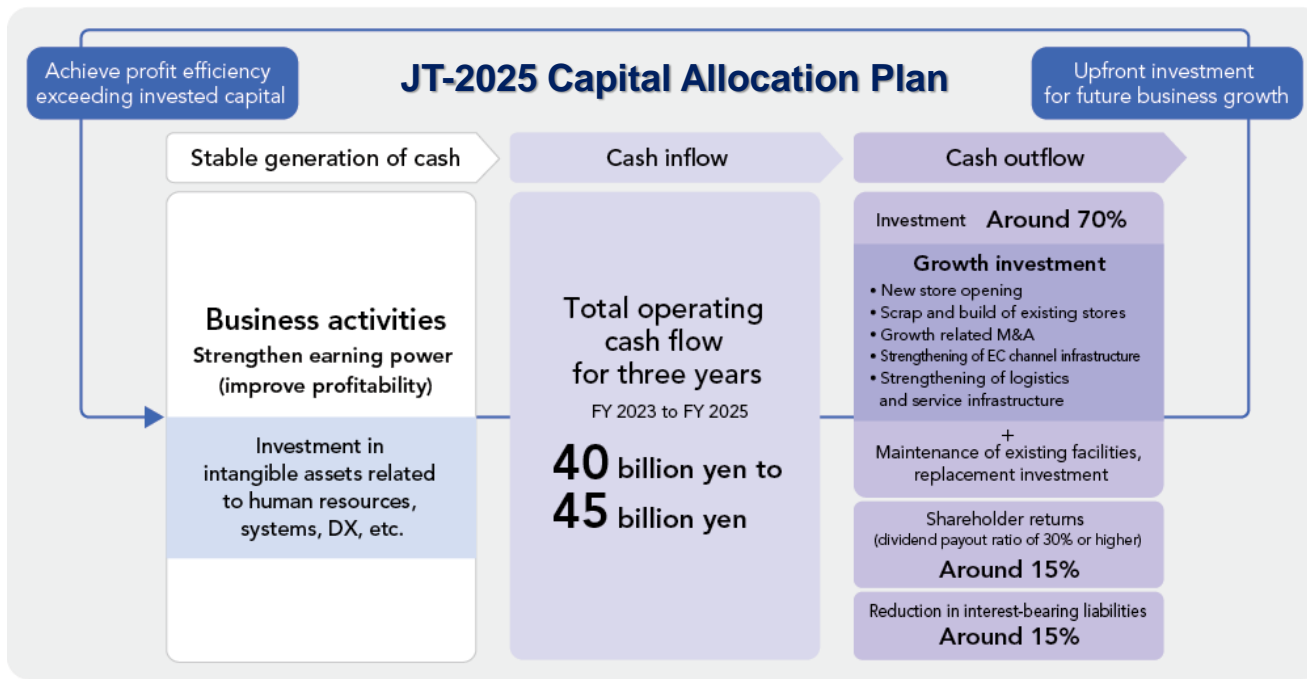 Achieve profit efficiency
exceeding invested capital
JT-2025 Capital Allocation Plan
Upfront investment
for future business growth
Stable generation of cash
Cash inflow
Cash outflow
Business activities
Strengthen earning power
(improve profitability)
Investment in
intangible assets related
to human resources,
systems, DX, etc.
Total operating
cash flow
for three years
FY 2023 to FY 2025
40 billion yen to
45 billion yen
Investment Around 70%
Growth investment
• New store opening
• Scrap and build of existing stores
• Growth related M&A
• Strengthening of EC channel infrastructure
• Strengthening of logistics
and service infrastructure
+
Maintenance of existing facilities,
replacement investment
Shareholder returns
(dividend payout ratio of 30% or higher)
Around 15%
Reduction in interest-bearing liabilities
Around 15%